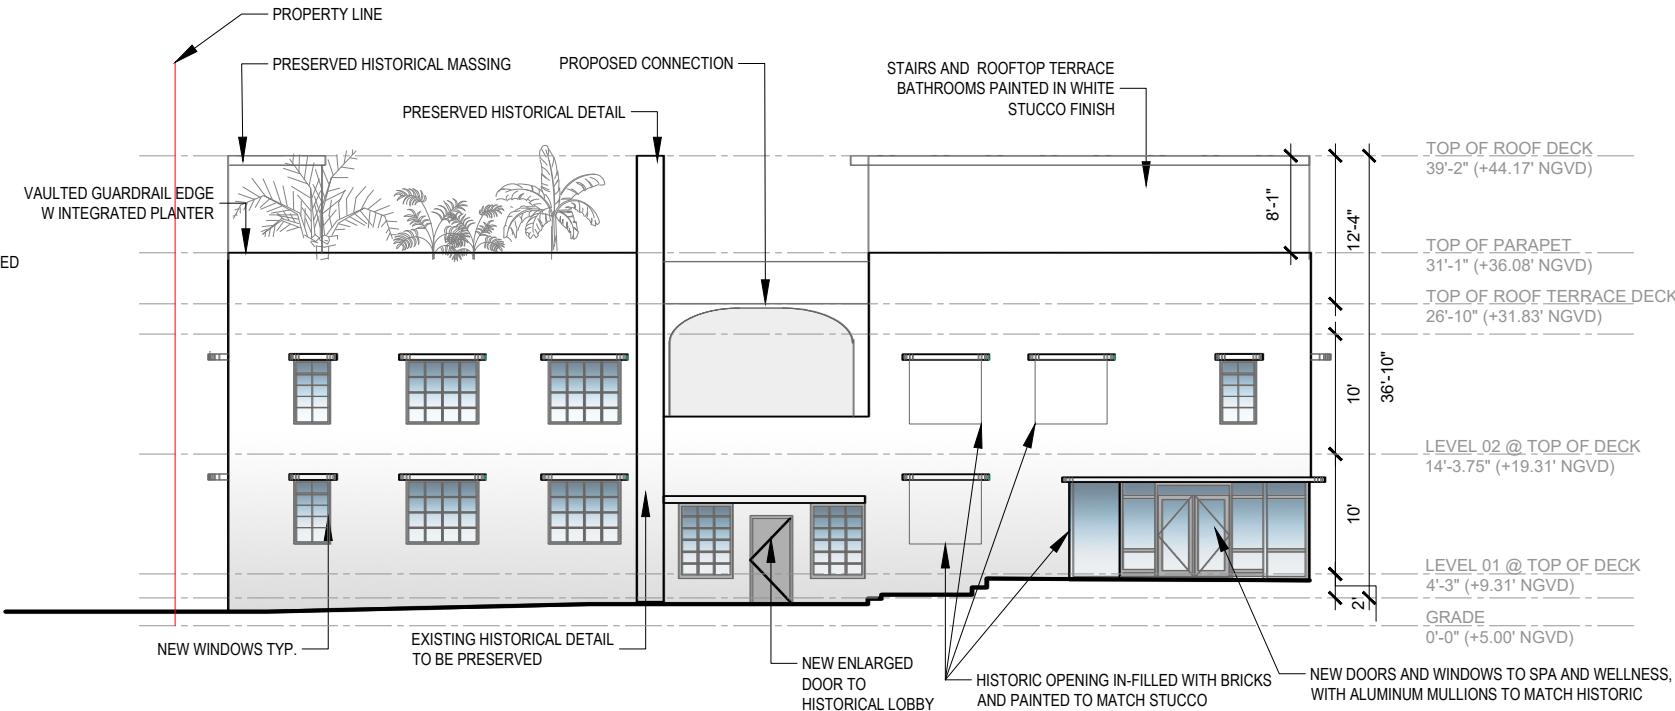 PROPERTY LINE
PRESERVED HISTORICAL MASSING
PROPOSED CONNECTION
STAIRS AND ROOFTOP TERRACE
BATHROOMS PAINTED IN WHITE
STUCCO FINISH
PRESERVED HISTORICAL DETAIL
VAULTED GUARDRAIL EDGE
W INTEGRATED PLANTER
ED
TOP OF ROOF DECK
39'-2" (+44.17' NGVD)
8'-1"
12'-4"
TOP OF PARAPET
31'-1" (+36.08' NGVD)
TOP OF ROOF TERRACE DECK
26'-10" (+31.83' NGVD)
10'
36'-10"
LEVEL 02 @ TOP OF DECK
14'-3.75" (+19.31' NGVD)
10'
LEVEL 01 @ TOP OF DECK
4'-3" (+9.31' NGVD)
2'
GRADE
0'-0" (+5.00' NGVD)
NEW WINDOWS TYP.
EXISTING HISTORICAL DETAIL
TO BE PRESERVED
NEW ENLARGED
DOOR TO
HISTORICAL LOBBY
HISTORIC OPENING IN-FILLED WITH BRICKS
AND PAINTED TO MATCH STUCCO
NEW DOORS AND WINDOWS TO SPA AND WELLNESS,
WITH ALUMINUM MULLIONS TO MATCH HISTORIC